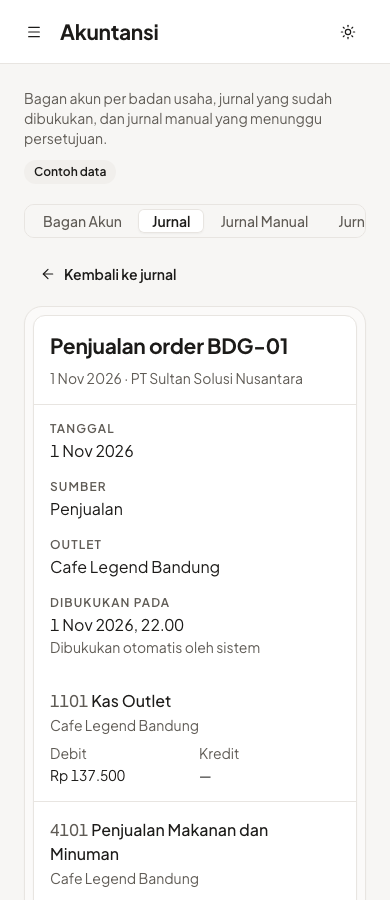 Akuntansi
Bagan akun per badan usaha, jurnal yang sudah
dibukukan, dan jurnal manual yang menunggu
persetujuan.
Contoh data
Bagan Akun Jurnal Jurnal Manual Jurn
Kembali ke jurnal
Penjualan order BDG-01
1 Nov 2026 · PT Sultan Solusi Nusantara
TANGGAL
1 Nov 2026
SUMBER
Penjualan
OUTLET
Cafe Legend Bandung
DIBUKUKAN PADA
1 Nov 2026, 22.00
Dibukukan otomatis oleh sistem
1101 Kas Outlet
Cafe Legend Bandung
Debit Kredit
Rp 137.500 —
4101 Penjualan Makanan dan
Minuman
Cafe Legend Bandung